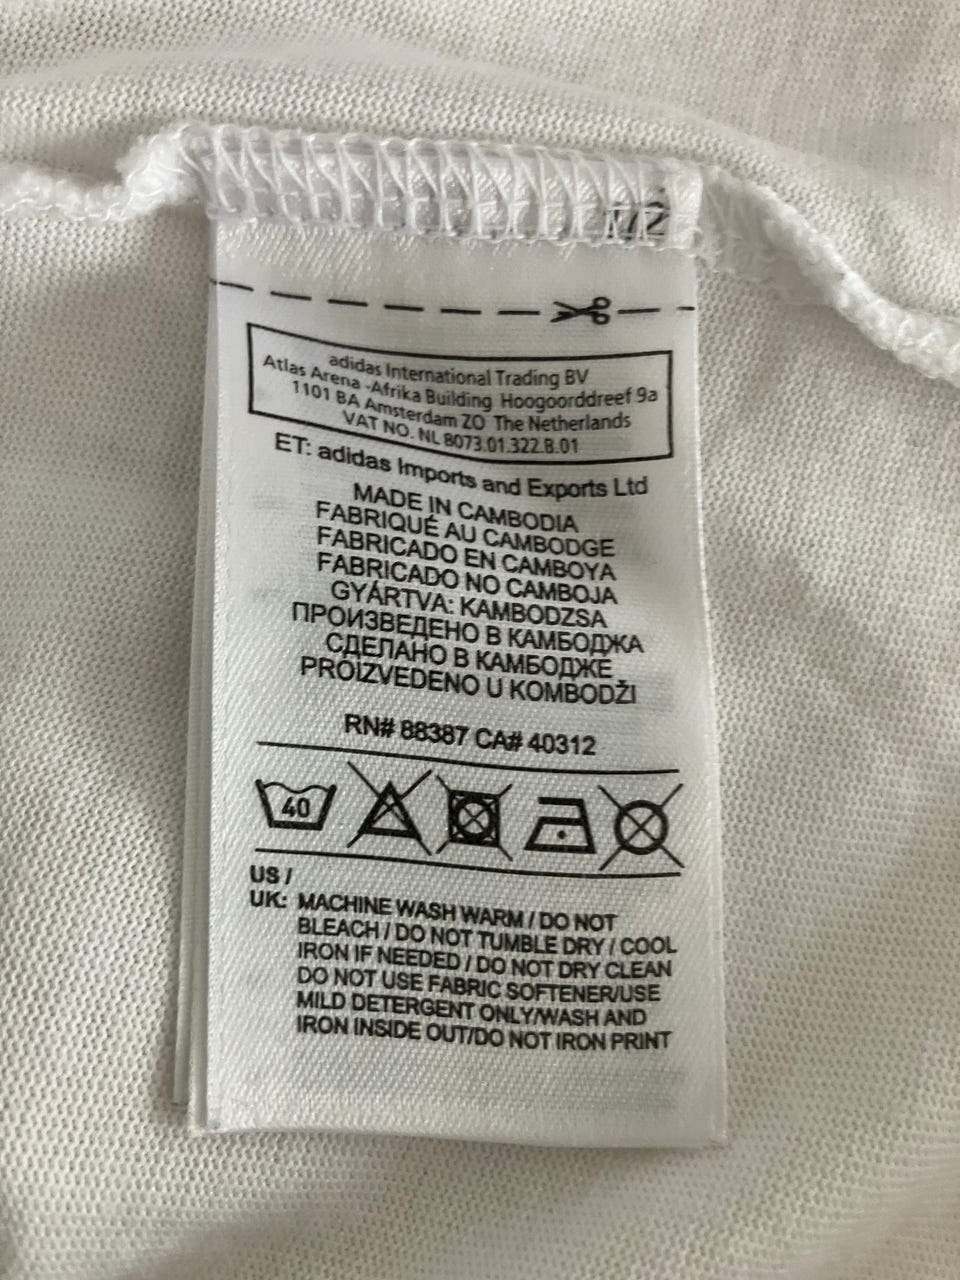 adidas International Trading BV
Atlas Arena -Afrika Building Hoogoorddreef 9a
1101 BA Amsterdam ZO The Netherlands
VAT NO. NL 8073.01.322.B.01
ET: adidas Imports and Exports Ltd
MADE IN CAMBODIA
FABRIQUÉ AU CAMBODGE
FABRICADO EN CAMBOYA
FABRICADO NO CAMBOJA
GYÁRTVA: KAMBODZSA
ПРОИЗВЕДЕНО В КАМБОДЖА
СДЕЛАНО В КАМБОДЖЕ
PROIZVEDENO U KOMBODŽI
RN# 88387 CA# 40312
40
US /
UK: MACHINE WASH WARM / DO NOT
BLEACH / DO NOT TUMBLE DRY / COOL
IRON IF NEEDED / DO NOT DRY CLEAN
DO NOT USE FABRIC SOFTENER/USE
MILD DETERGENT ONLY/WASH AND
IRON INSIDE OUT/DO NOT IRON PRINT